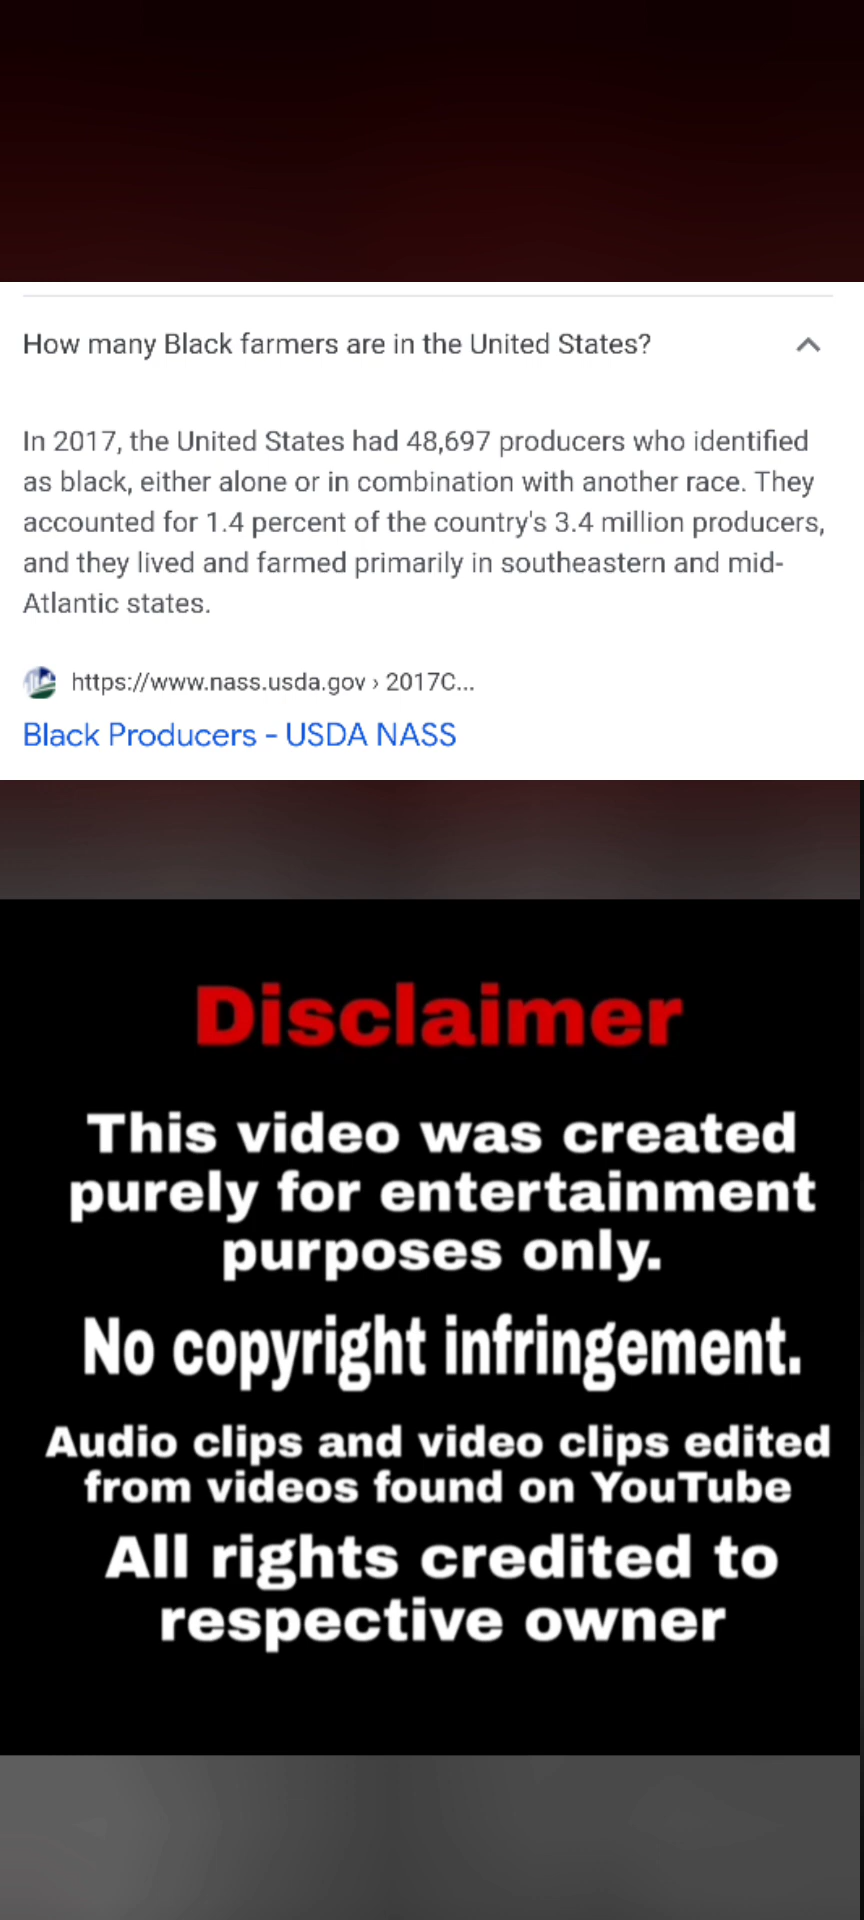 How many Black farmers are in the United States?
In 2017, the United States had 48,697 producers who identified
as black, either alone or in combination with another race. They
accounted for 1.4 percent of the country's 3.4 million producers,
and they lived and farmed primarily in southeastern and mid-
Atlantic states.
https://www.nass.usda.gov › 2017C...
Black Producers - USDA NASS
Disclaimer
This video was created
purely for entertainment
purposes only.
No copyright infringement.
Audio clips and video clips edited
from videos found on YouTube
All rights credited to
respective owner